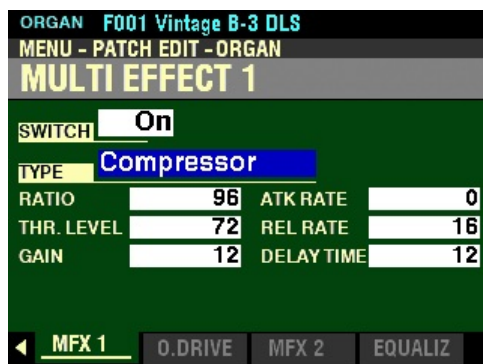 ORGAN F001 Vintage B-3 DLS
MENU - PATCH EDIT - ORGAN
MULTI EFFECT 1
SWITCH On
TYPE Compressor
RATIO 96 ATK RATE 0
THR. LEVEL 72 REL RATE 16
GAIN 12 DELAY TIME 12
MFX 1 O.DRIVE MFX 2 EQUALIZ